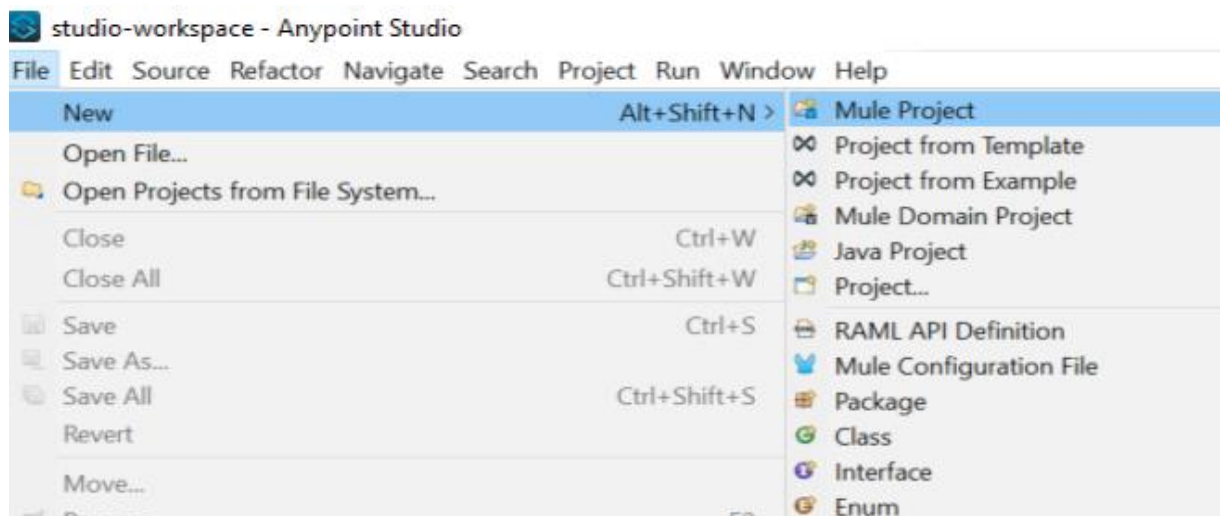 studio-workspace - Anypoint Studio
File Edit Source Refactor Navigate Search Project Run Window Help
New Alt+Shift+N >
Open File...
Open Projects from File System...
Close Ctrl+W
Close All Ctrl+Shift+W
Save Ctrl+S
Save As...
Save All Ctrl+Shift+S
Revert
Move...
Mule Project
Project from Template
Project from Example
Mule Domain Project
Java Project
Project...
RAML API Definition
Mule Configuration File
Package
Class
Interface
Enum